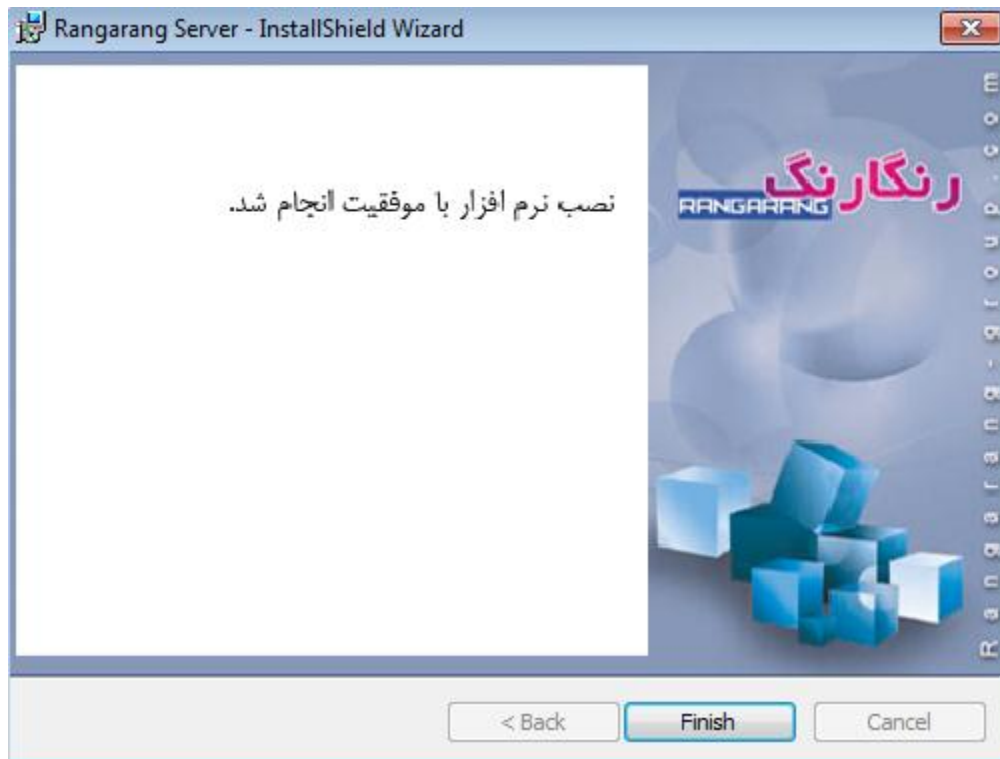 Rangarang Server - InstallShield Wizard
نصب نرم افزار با موفقیت انجام شد.
رنگارنگ
RANGARANG
Rangarang-group.com
< Back
Finish
Cancel